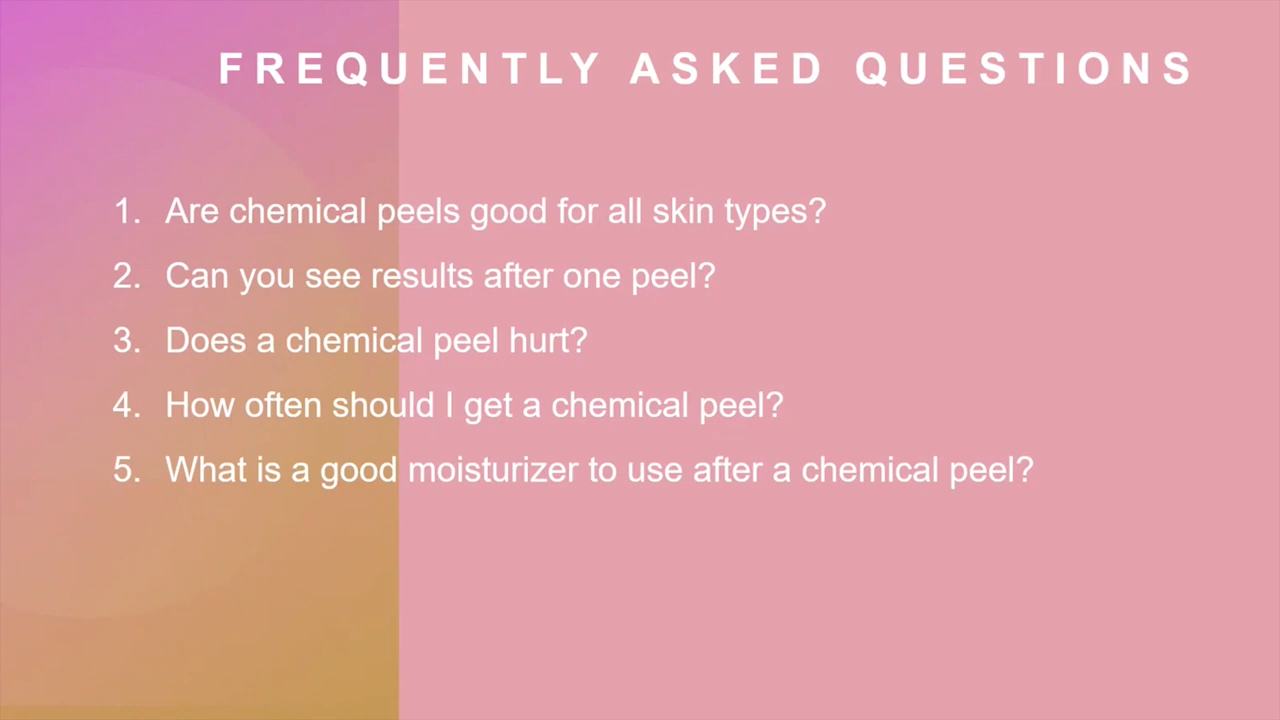 FREQUENTLY ASKED QUESTIONS
1. Are chemical peels good for all skin types?
2. Can you see results after one peel?
3. Does a chemical peel hurt?
4. How often should I get a chemical peel?
5. What is a good moisturizer to use after a chemical peel?